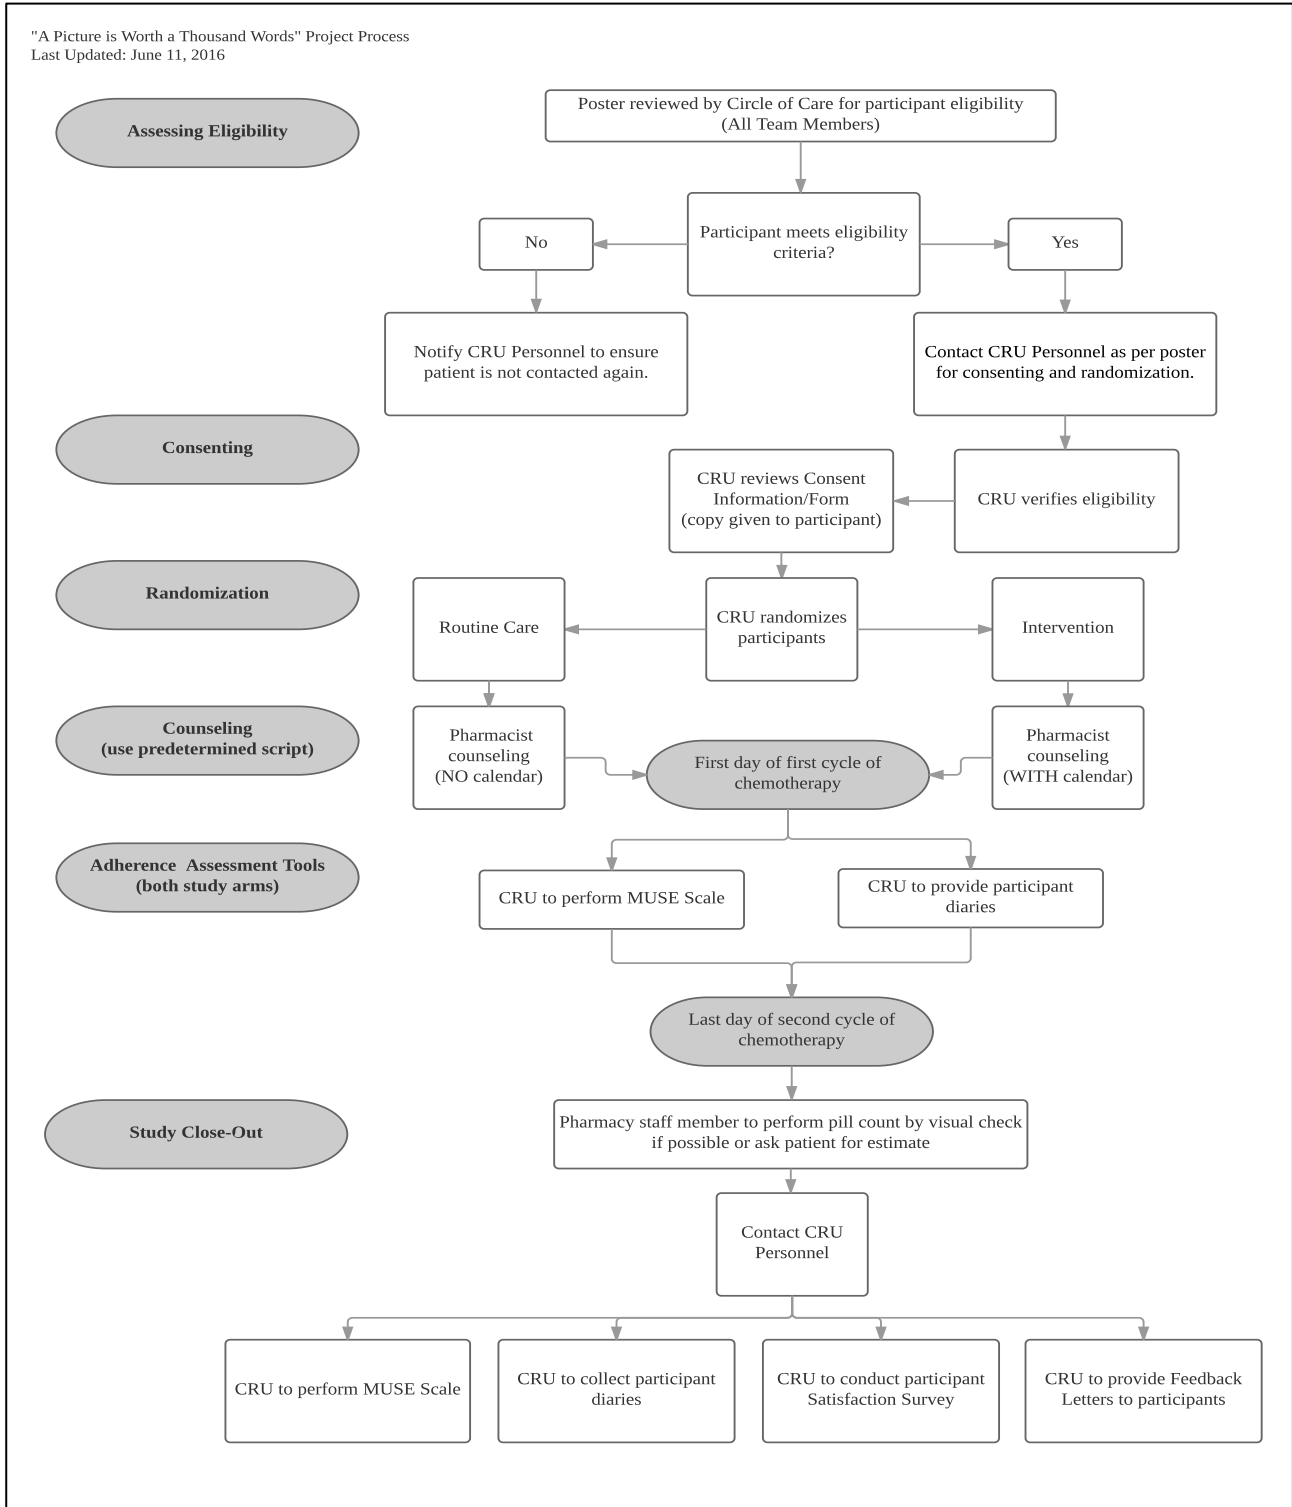 "A Picture is Worth a Thousand Words" Project Process
Last Updated: June 11, 2016
Assessing Eligibility
Poster reviewed by Circle of Care for participant eligibility
(All Team Members)
No
Participant meets eligibility
criteria?
Yes
Notify CRU Personnel to ensure
patient is not contacted again.
Contact CRU Personnel as per poster
for consenting and randomization.
Consenting
CRU reviews Consent
Information/Form
(copy given to participant)
CRU verifies eligibility
Randomization
Routine Care
CRU randomizes
participants
Intervention
Counseling
(use predetermined script)
Pharmacist
counseling
(NO calendar)
First day of first cycle of
chemotherapy
Pharmacist
counseling
(WITH calendar)
Adherence  Assessment Tools
(both study arms)
CRU to perform MUSE Scale
CRU to provide participant
diaries
Last day of second cycle of
chemotherapy
Study Close-Out
Pharmacy staff member to perform pill count by visual check
if possible or ask patient for estimate
Contact CRU
Personnel
CRU to perform MUSE Scale
CRU to collect participant
diaries
CRU to conduct participant
Satisfaction Survey
CRU to provide Feedback
Letters to participants